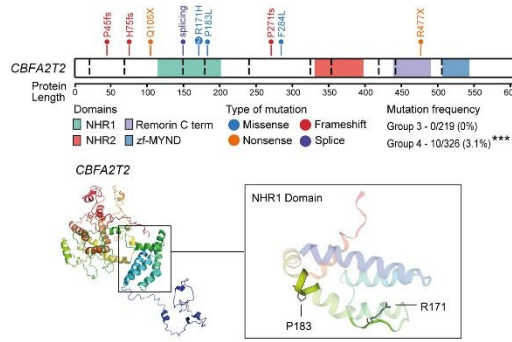 P45fs
H75fs
Q105X
splicing
R171H
P183L
P271fs
F284L
R477X
CBFA2T2
Protein Length
0 50 100 150 200 250 300 350 400 450 500 550 600
Domains
NHR1
Remorin C term
NHR2
zf-MYND
Type of mutation
Missense
Frameshift
Nonsense
Splice
Mutation frequency
Group 3 - 0/219 (0%)
Group 4 - 10/326 (3.1%)***
CBFA2T2
NHR1 Domain
P183
R171